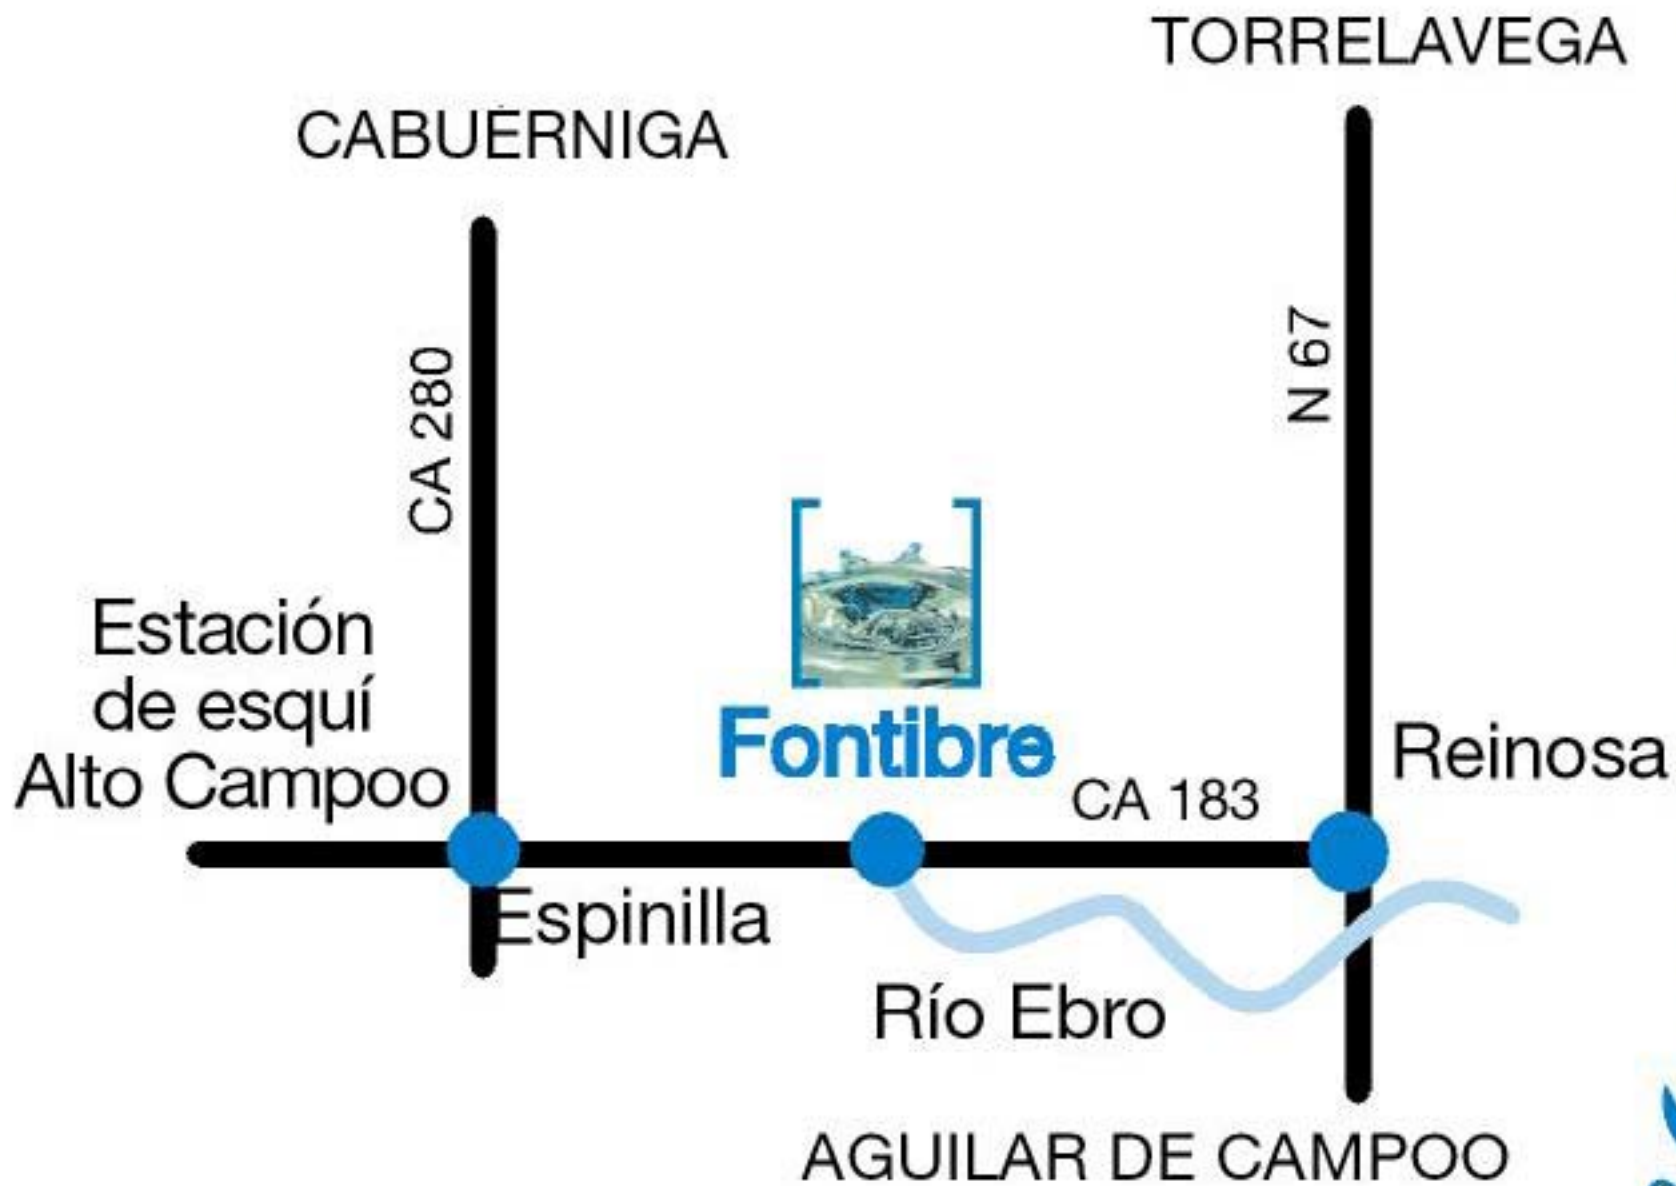 TORRELAVEGA
CABUERNIGA
N 67
CA 280
Estación
de esquí
Alto Campoo
Fontibre
Reinosa
CA 183
Espinilla
Río Ebro
AGUILAR DE CAMPOO